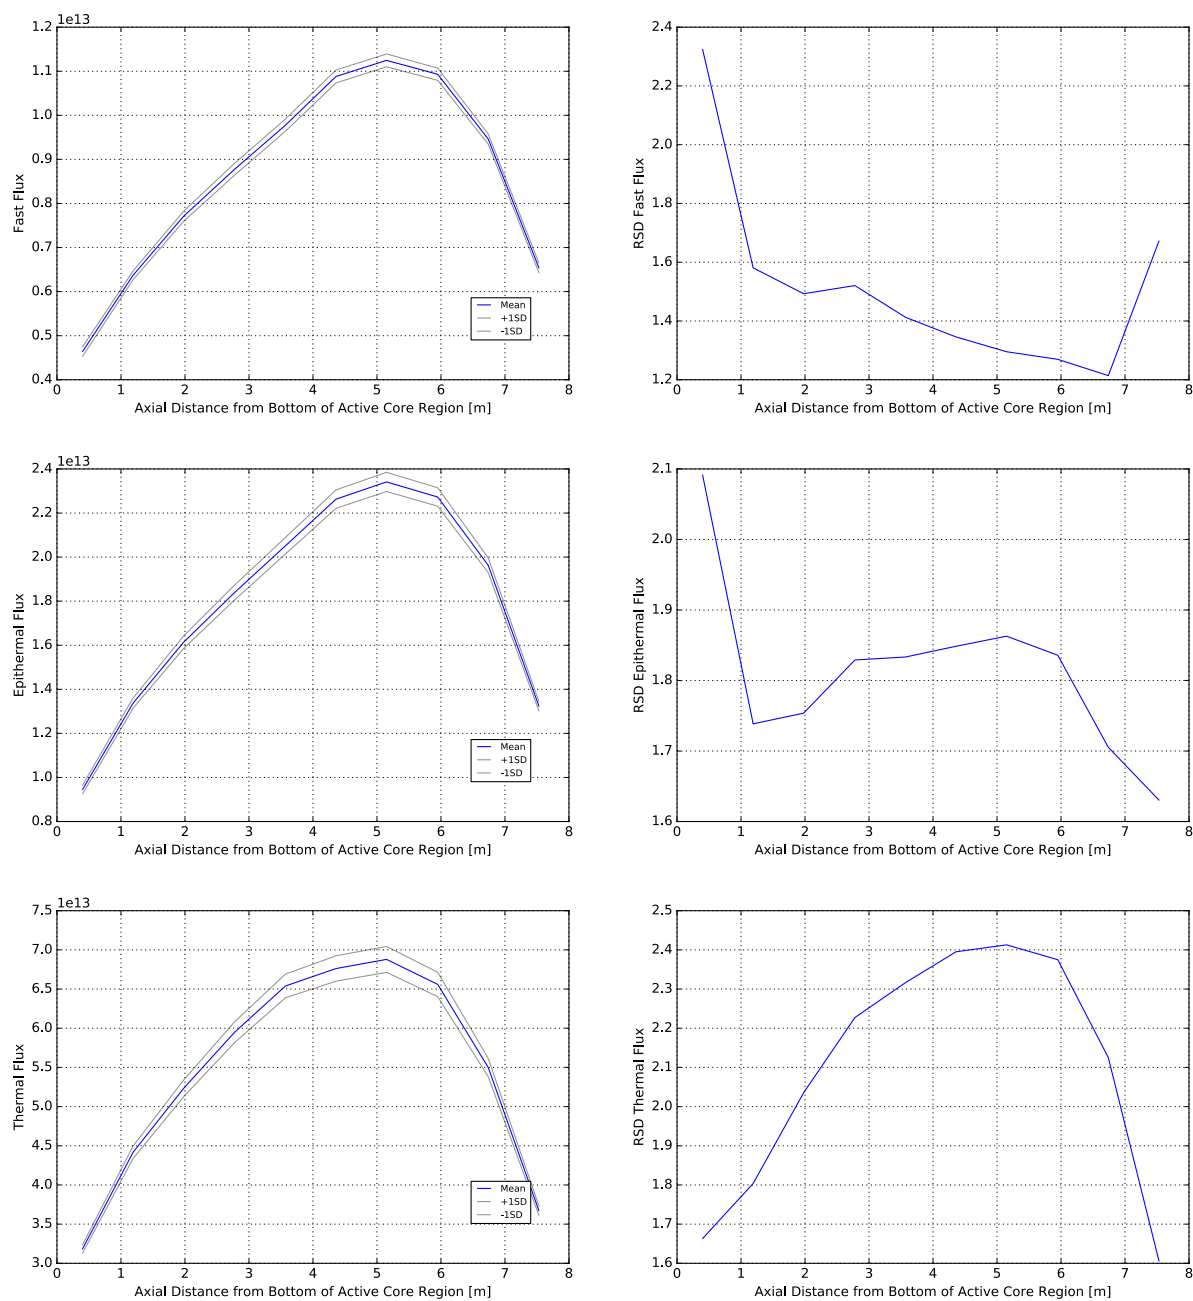 1e13
1.2
1.1
1.0
0.9
0.8
0.7
0.6
0.5
0.4
0 1 2 3 4 5 6 7 8
Fast Flux
Axial Distance from Bottom of Active Core Region [m]
Mean
+1SD
-1SD
2.4
2.2
2.0
1.8
1.6
1.4
1.2
0 1 2 3 4 5 6 7 8
RSD Fast Flux
Axial Distance from Bottom of Active Core Region [m]
1e13
2.4
2.2
2.0
1.8
1.6
1.4
1.2
1.0
0.8
0 1 2 3 4 5 6 7 8
Epithermal Flux
Axial Distance from Bottom of Active Core Region [m]
Mean
+1SD
-1SD
2.1
2.0
1.9
1.8
1.7
1.6
0 1 2 3 4 5 6 7 8
RSD Epithermal Flux
Axial Distance from Bottom of Active Core Region [m]
1e13
7.5
7.0
6.5
6.0
5.5
5.0
4.5
4.0
3.5
3.0
0 1 2 3 4 5 6 7 8
Thermal Flux
Axial Distance from Bottom of Active Core Region [m]
Mean
+1SD
-1SD
2.5
2.4
2.3
2.2
2.1
2.0
1.9
1.8
1.7
1.6
0 1 2 3 4 5 6 7 8
RSD Thermal Flux
Axial Distance from Bottom of Active Core Region [m]